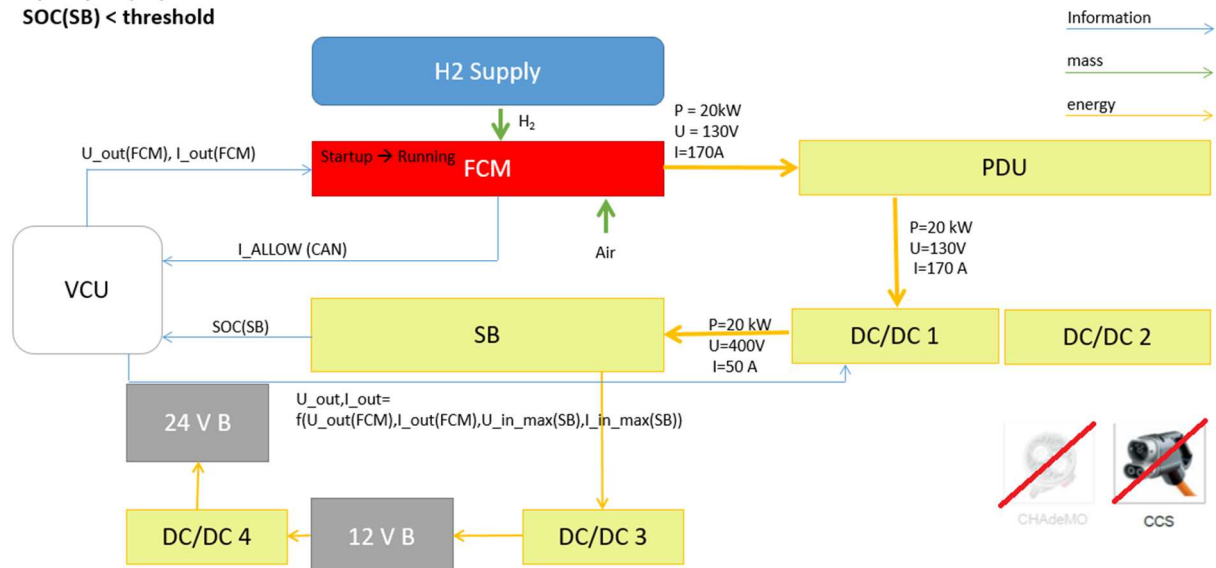 SOC(SB) < threshold
Information
mass
energy
H2 Supply
H₂
P = 20kW
U = 130V
I=170A
U_out(FCM), I_out(FCM)
Startup → Running
FCM
PDU
I_ALLOW (CAN)
Air
P=20 kW
U=130V
I=170 A
VCU
SOC(SB)
SB
P=20 kW
U=400V
I=50 A
DC/DC 1
DC/DC 2
U_out,I_out=
f(U_out(FCM),I_out(FCM),U_in_max(SB),I_in_max(SB))
24 V B
DC/DC 4
12 V B
DC/DC 3
CHAdeMO
CCS